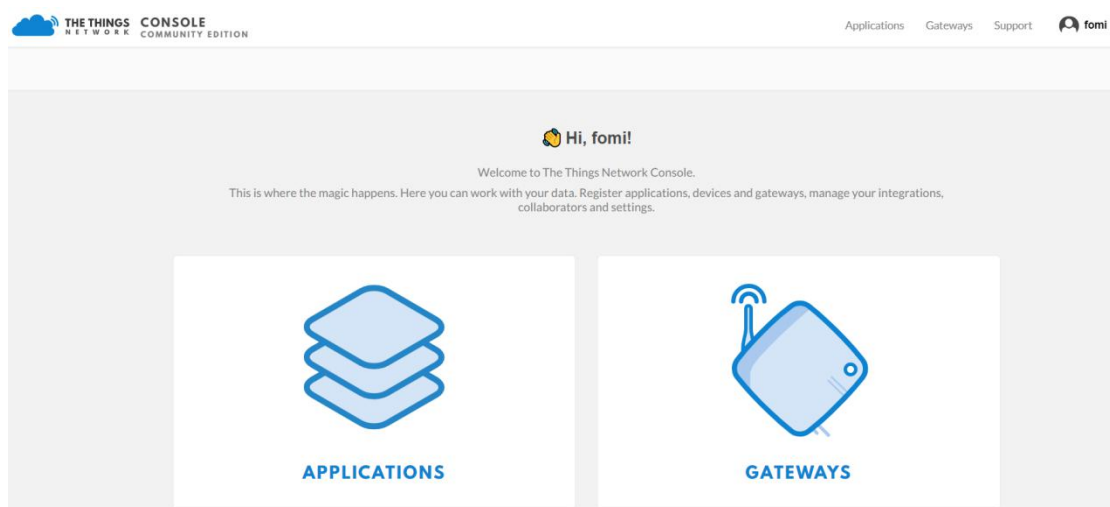 THE THINGS CONSOLE
NETWORK COMMUNITY EDITION
Applications Gateways Support fomi
Hi, fomi!
Welcome to The Things Network Console.
This is where the magic happens. Here you can work with your data. Register applications, devices and gateways, manage your integrations,
collaborators and settings.
APPLICATIONS
GATEWAYS